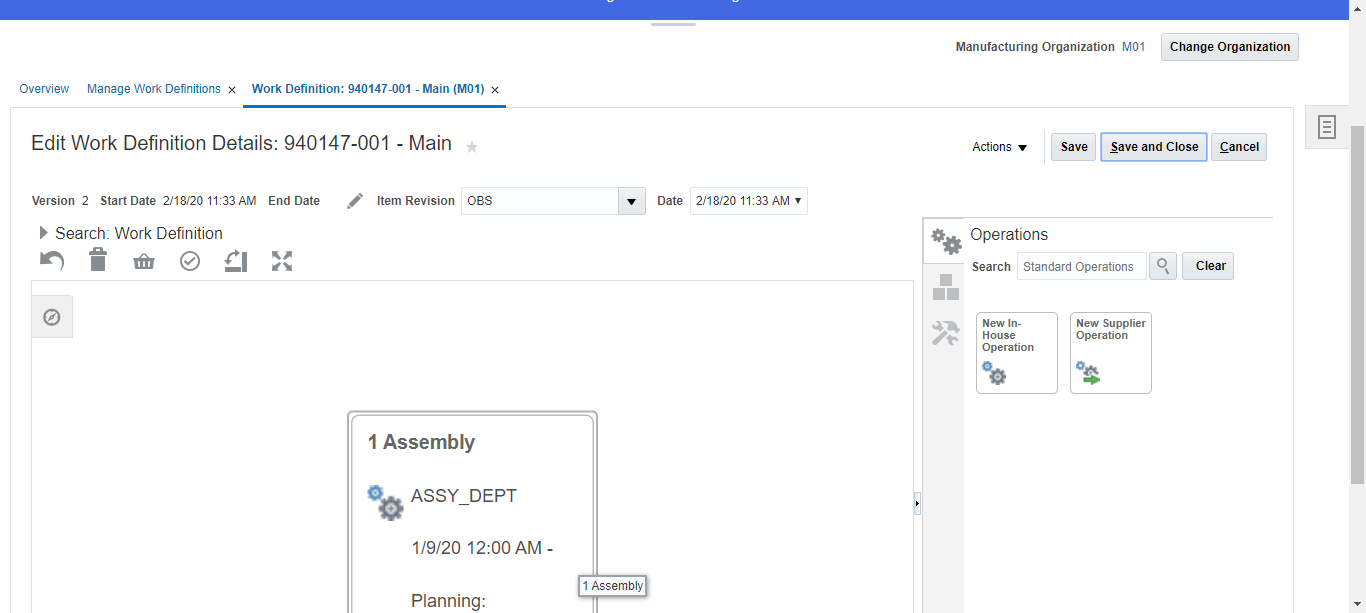 Manufacturing Organization M01 Change Organization
Overview Manage Work Definitions × Work Definition: 940147-001 - Main (M01) ×
Edit Work Definition Details: 940147-001 - Main
Actions Save Save and Close Cancel
Version 2 Start Date 2/18/20 11:33 AM End Date Item Revision OBS Date 2/18/20 11:33 AM
Search: Work Definition
Operations
Search Standard Operations Clear
New In-
House
Operation
New Supplier
Operation
1 Assembly
ASSY_DEPT
1/9/20 12:00 AM -
1 Assembly
Planning: